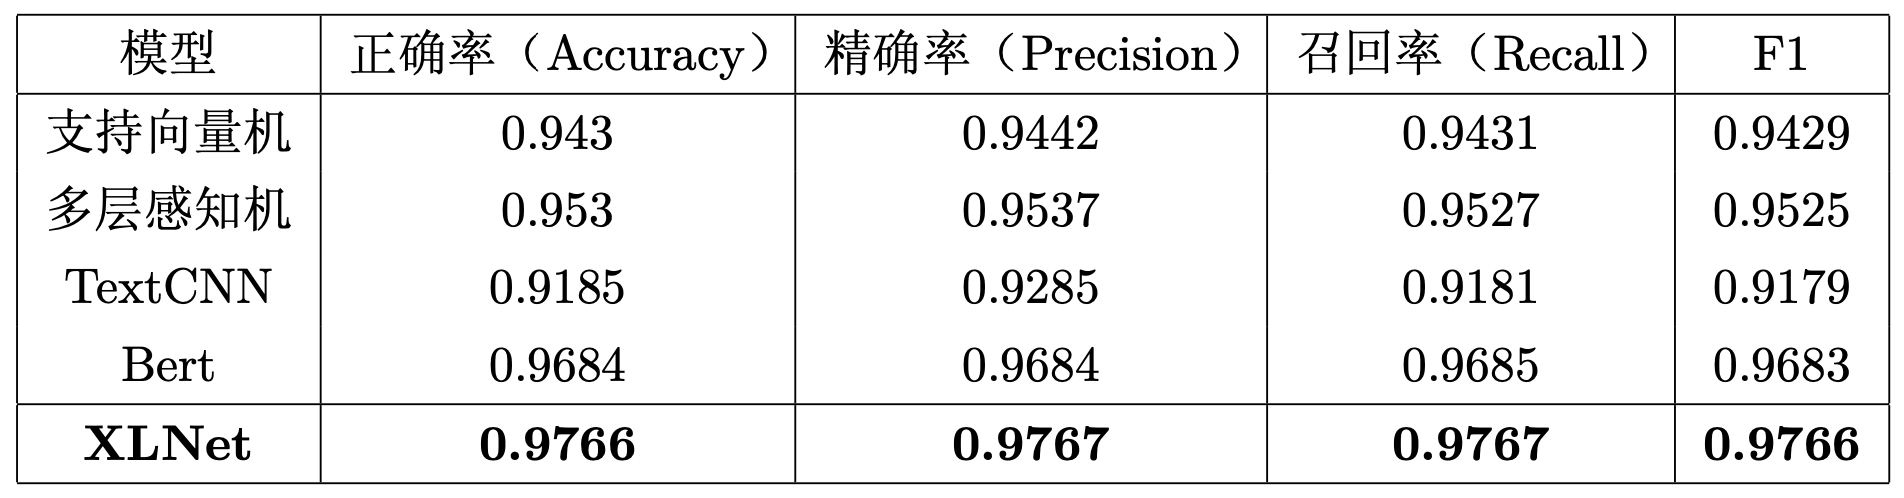 模型 正确率（Accuracy） 精确率（Precision） 召回率（Recall） F1
支持向量机 0.943 0.9442 0.9431 0.9429
多层感知机 0.953 0.9537 0.9527 0.9525
TextCNN 0.9185 0.9285 0.9181 0.9179
Bert 0.9684 0.9684 0.9685 0.9683
XLNet 0.9766 0.9767 0.9767 0.9766